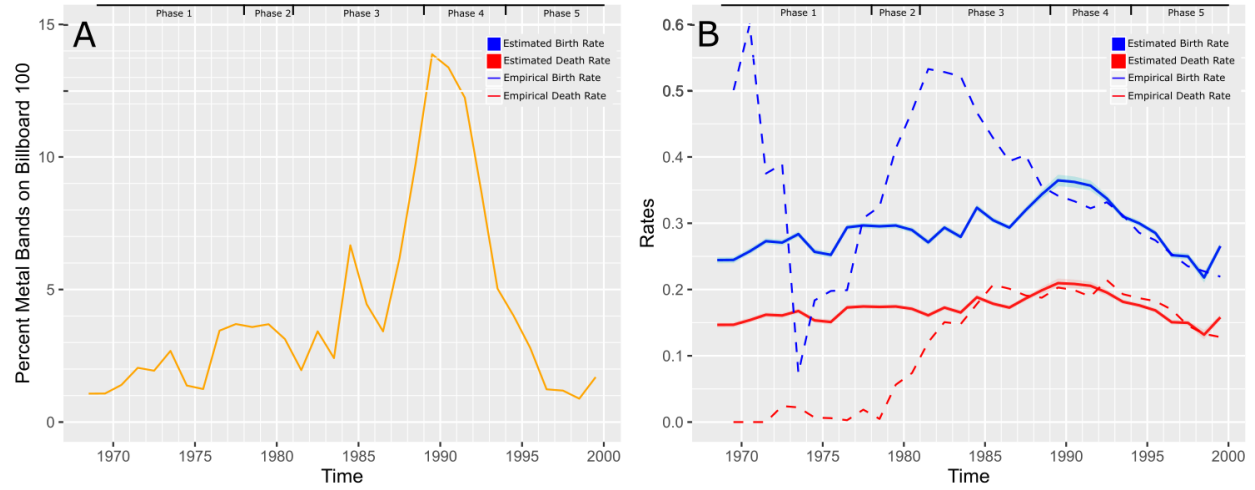 Phase 1 Phase 2 Phase 3 Phase 4 Phase 5
A
Estimated Birth Rate
Estimated Death Rate
Empirical Birth Rate
Empirical Death Rate
Percent Metal Bands on Billboard 100
15
10
5
0
1970 1975 1980 1985 1990 1995 2000
Time
Phase 1 Phase 2 Phase 3 Phase 4 Phase 5
B
Estimated Birth Rate
Estimated Death Rate
Empirical Birth Rate
Empirical Death Rate
Rates
0.6
0.5
0.4
0.3
0.2
0.1
0.0
1970 1975 1980 1985 1990 1995 2000
Time